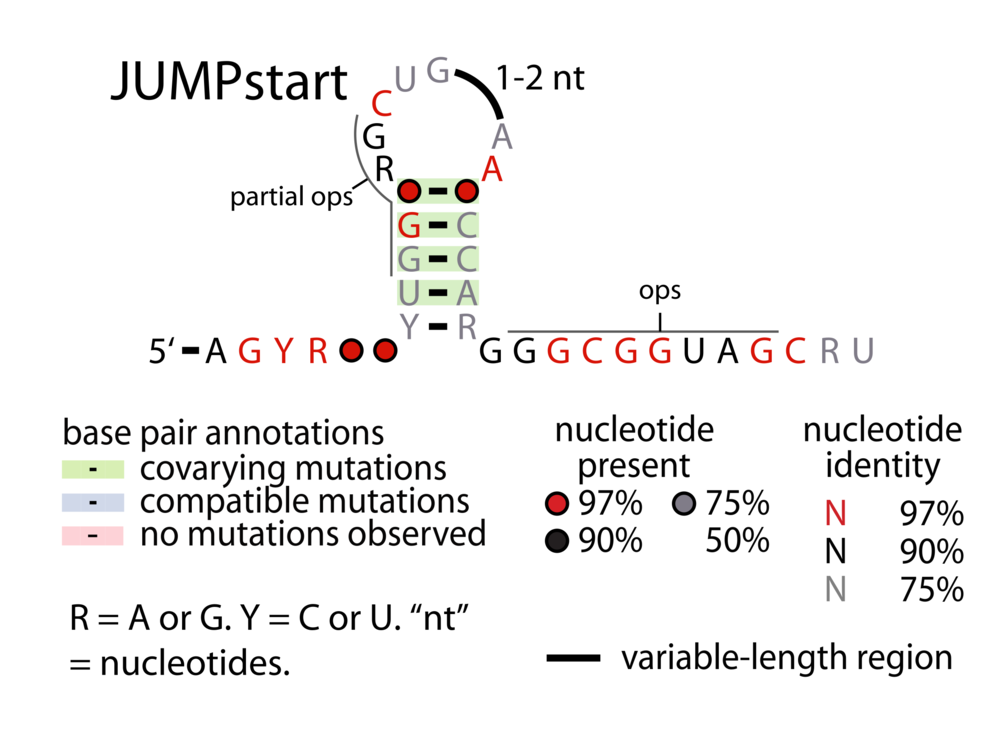 JUMPstart
U G
1-2 nt
C
G
A
R
A
partial ops
-
G - C
G - C
U - A
Y - R
ops
5‘ - A G Y R
G G G C G G U A G C R U
base pair annotations
- covarying mutations
- compatible mutations
- no mutations observed
nucleotide
present
97% 75%
90% 50%
nucleotide
identity
N 97%
N 90%
N 75%
R = A or G. Y = C or U. “nt”
= nucleotides.
variable-length region